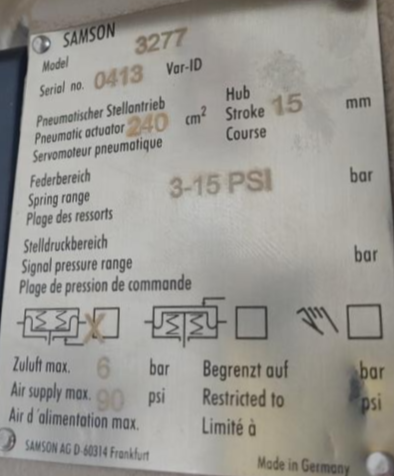 SAMSON
Model 3277
Serial no. 0413 Var-ID
Pneumatischer Stellantrieb
Pneumatic actuator 240 cm²
Servomoteur pneumatique
Hub
Stroke 15 mm
Course
Federbereich
Spring range 3-15 PSI bar
Plage des ressorts
Stelldruckbereich
Signal pressure range bar
Plage de pression de commande
X
Zuluft max. 6 bar Begrenzt auf bar
Air supply max. 90 psi Restricted to psi
Air d'alimentation max. Limité à
SAMSON AG D-60314 Frankfurt Made in Germany